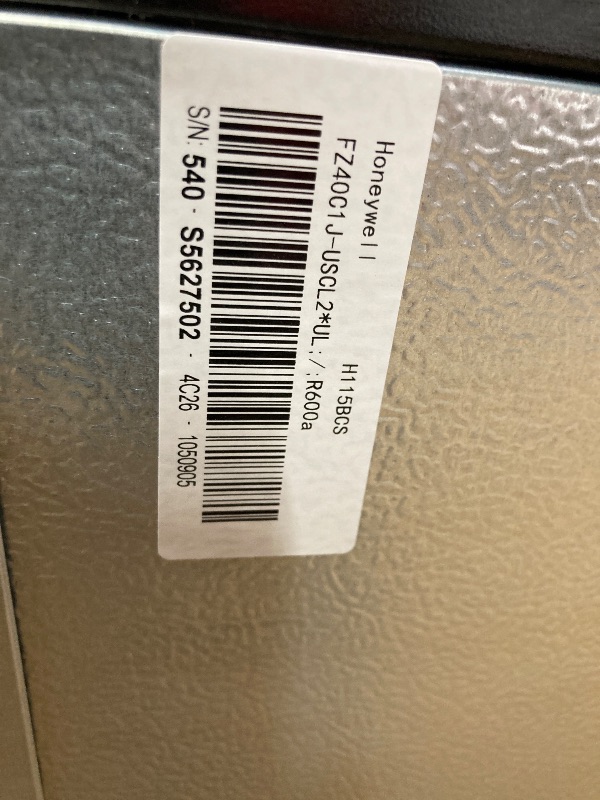 Honeywell H115BCS
FZ40C1J-USCL2*UL:/:R600a
S/N: 540 · S5627502 · 4C26 · 1050905